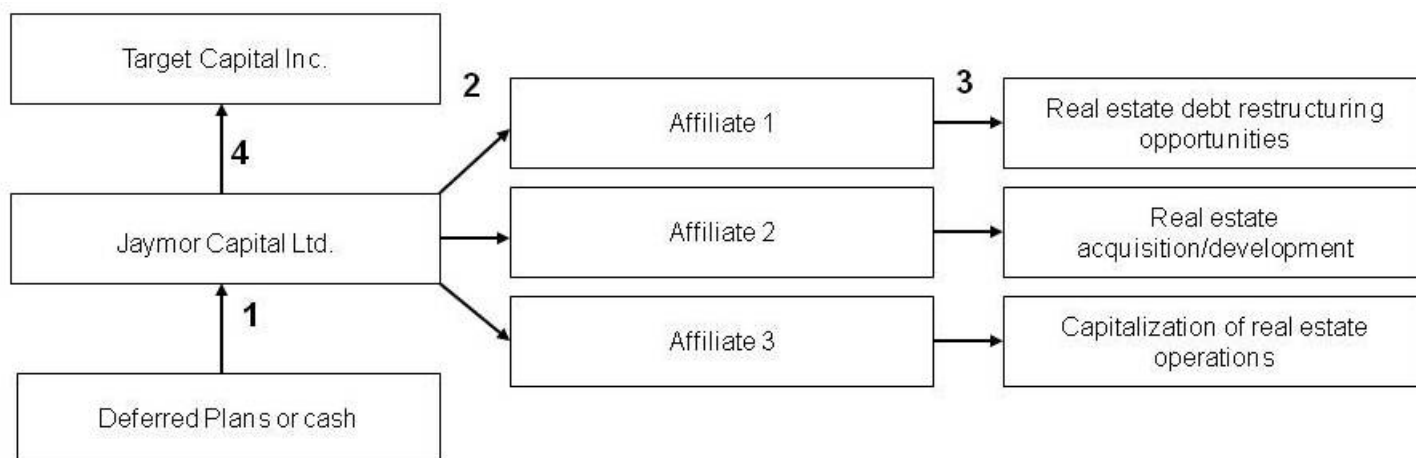 Target Capital Inc.
2
Affiliate 1
3
Real estate debt restructuring
opportunities
4
Jaymor Capital Ltd.
Affiliate 2
Real estate
acquisition/development
1
Affiliate 3
Capitalization of real estate
operations
Deferred Plans or cash